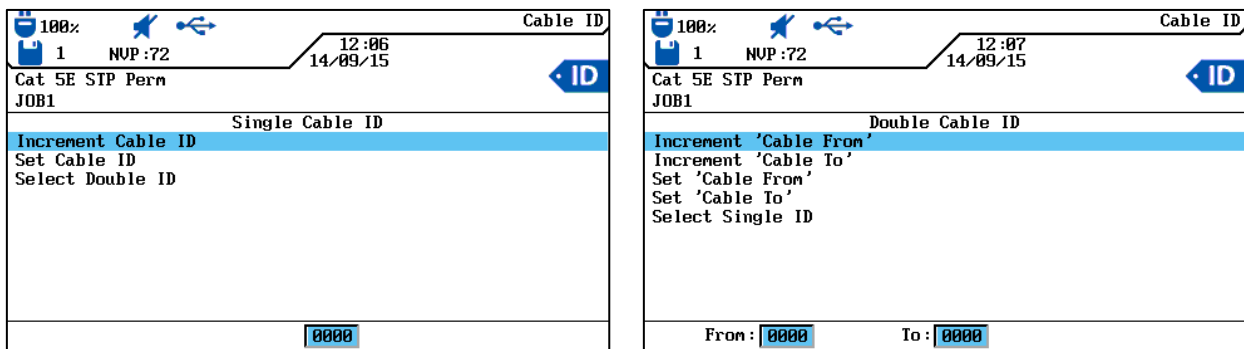 100% Cable ID
1 NVP:72 12:06
14/09/15
Cat 5E STP Perm ID
JOB1
Single Cable ID
Increment Cable ID
Set Cable ID
Select Double ID
0000
100% Cable ID
1 NVP:72 12:07
14/09/15
Cat 5E STP Perm ID
JOB1
Double Cable ID
Increment 'Cable From'
Increment 'Cable To'
Set 'Cable From'
Set 'Cable To'
Select Single ID
From: 0000 To: 0000